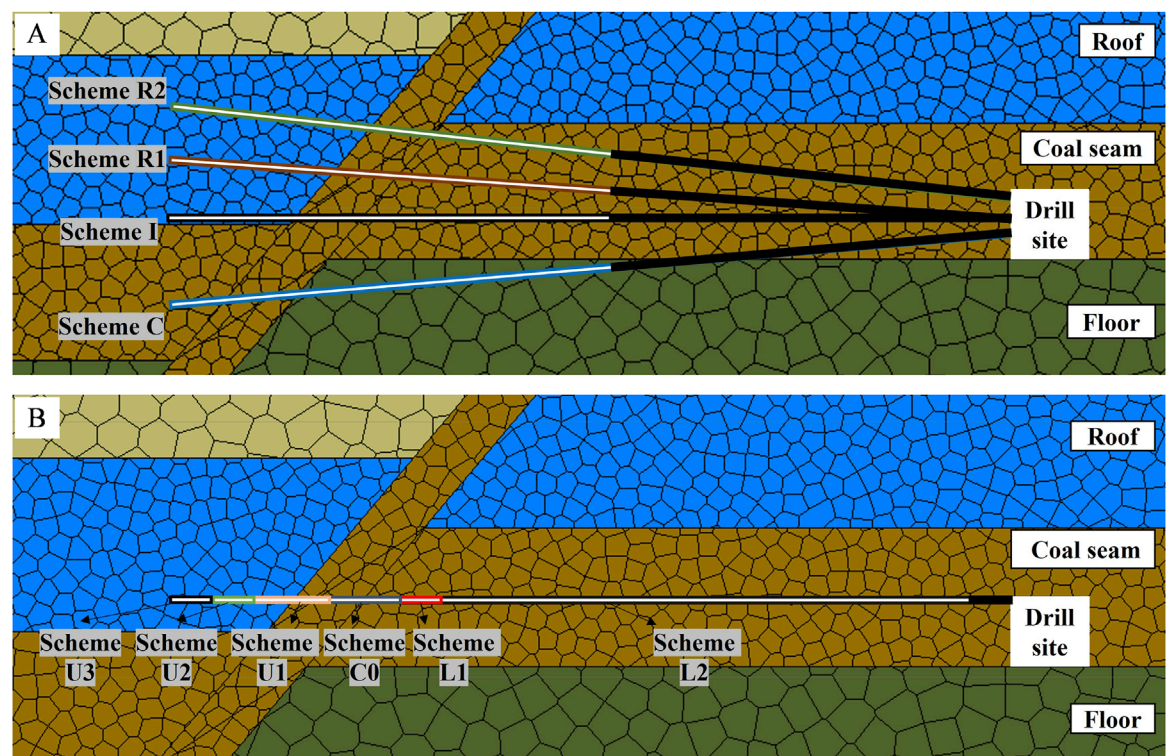 A
Roof
Scheme R2
Scheme R1
Coal seam
Drill
site
Scheme I
Scheme C
Floor
B
Roof
Coal seam
Drill
site
Scheme
U3
Scheme
U2
Scheme
U1
Scheme
C0
Scheme
L1
Scheme
L2
Floor